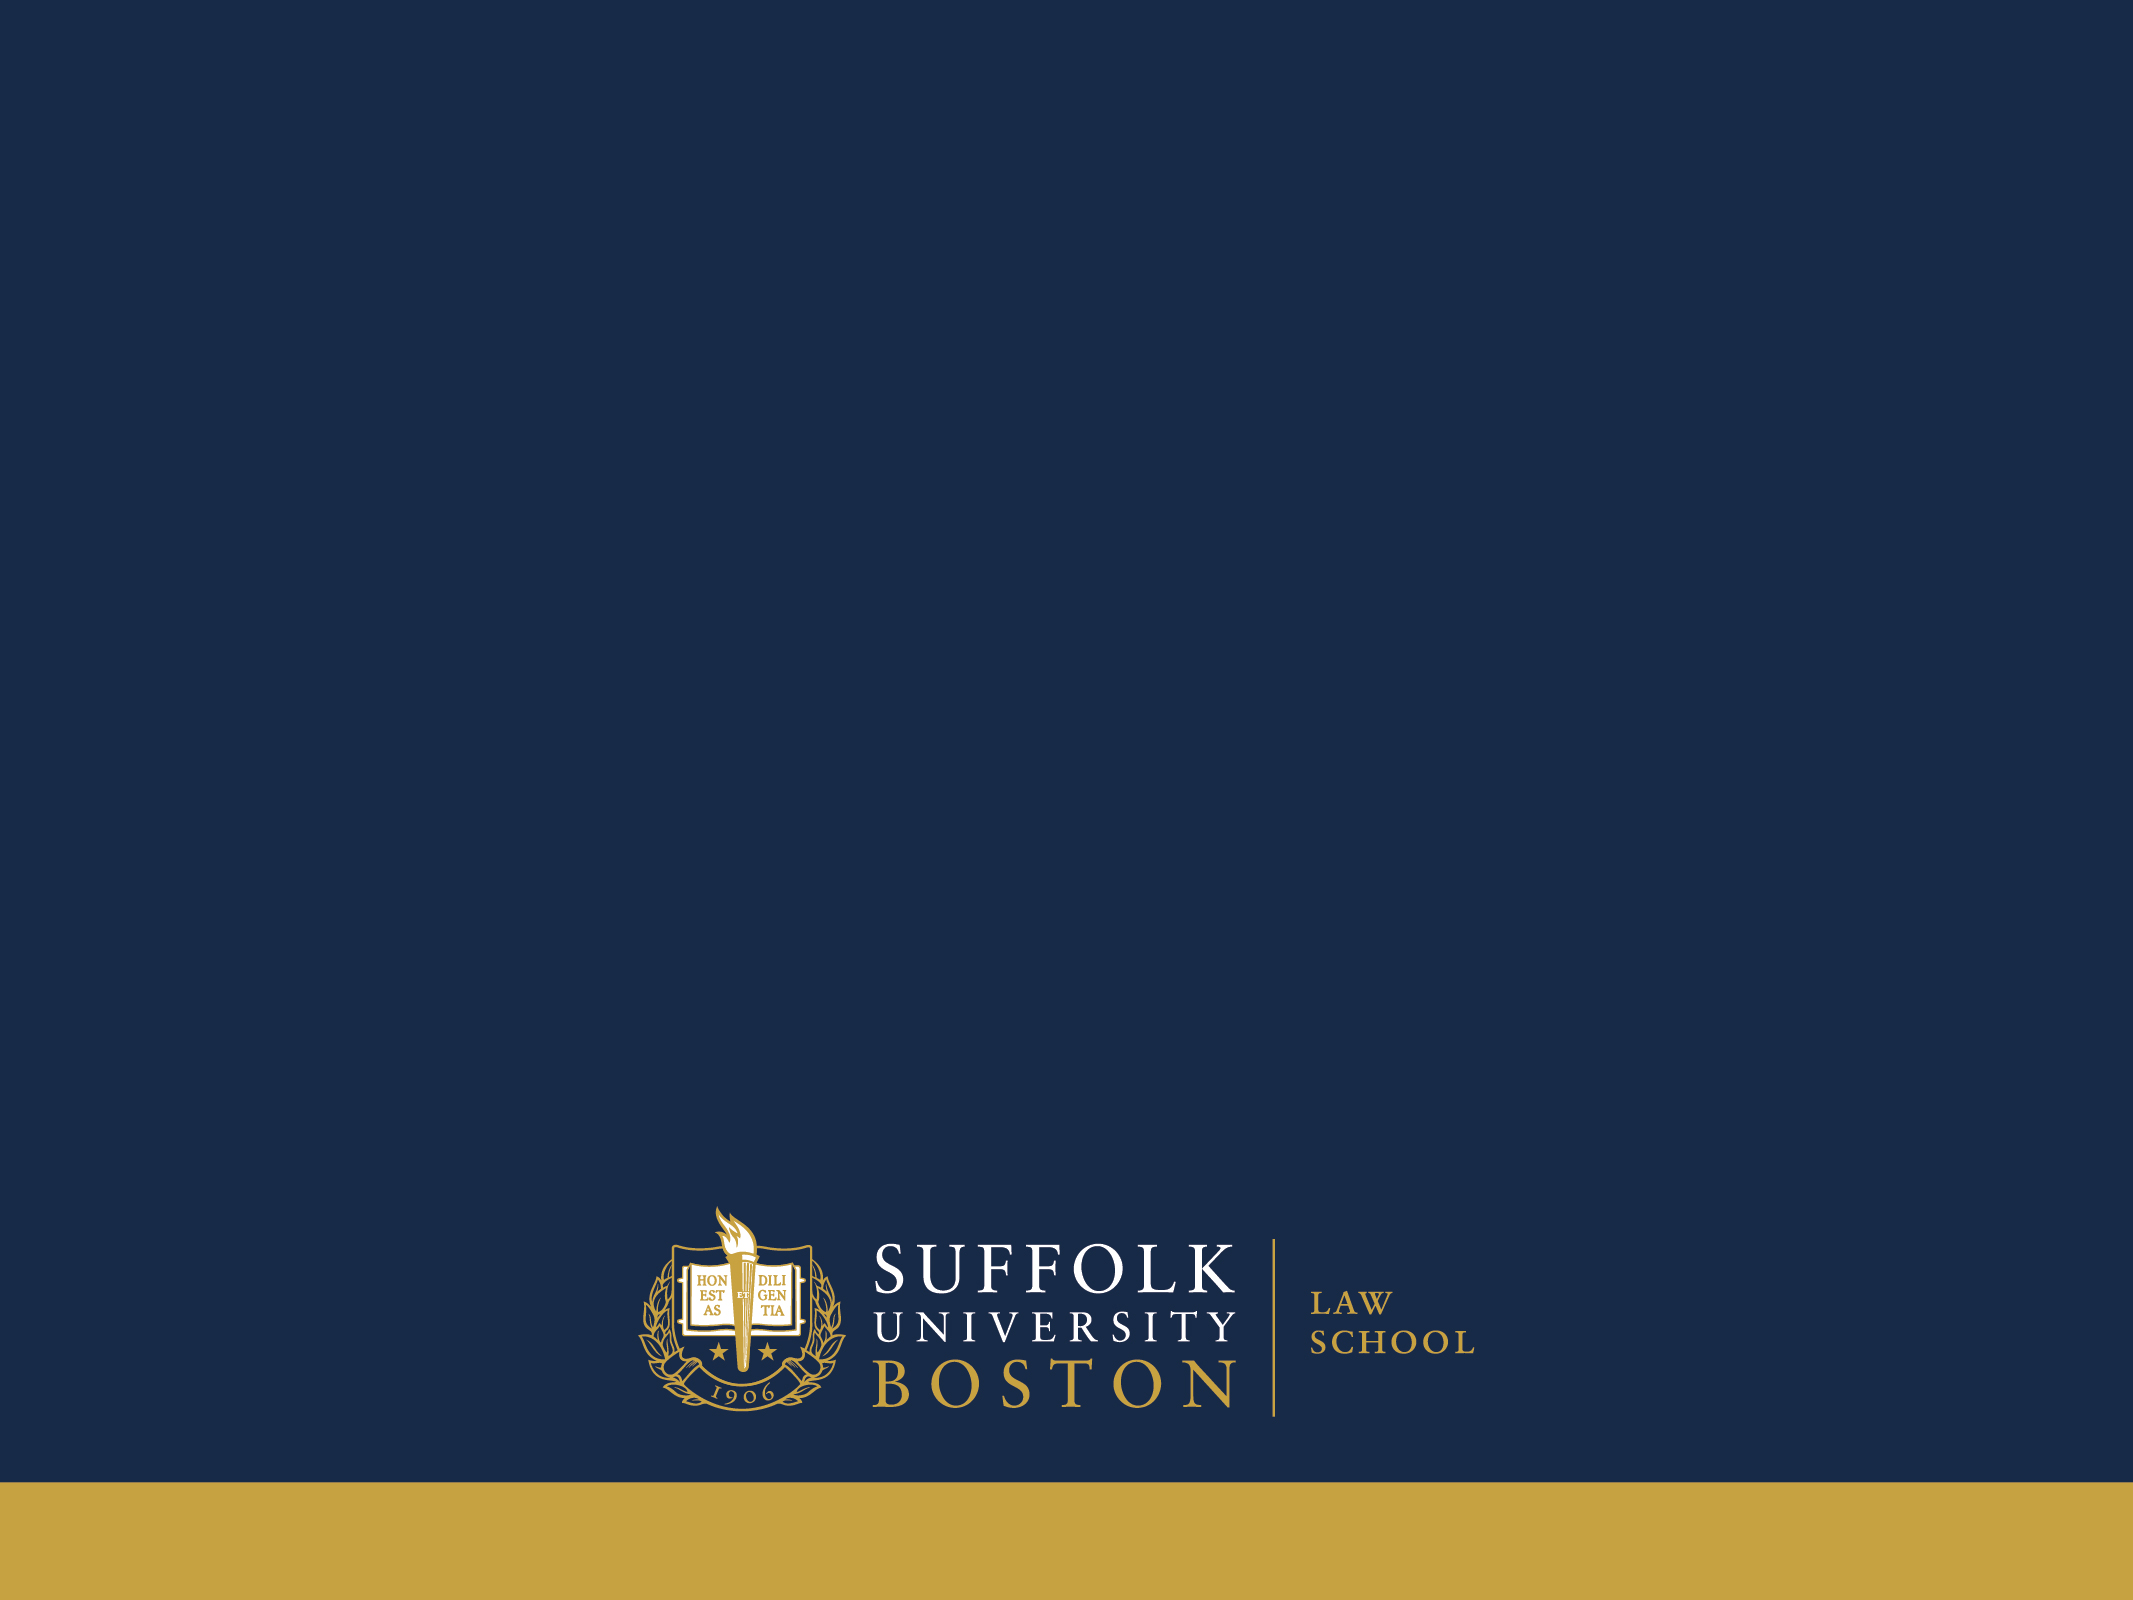 HON
EST
AS
ET
DILI
GEN
TIA
1906
SUFFOLK
UNIVERSITY
BOSTON
LAW
SCHOOL